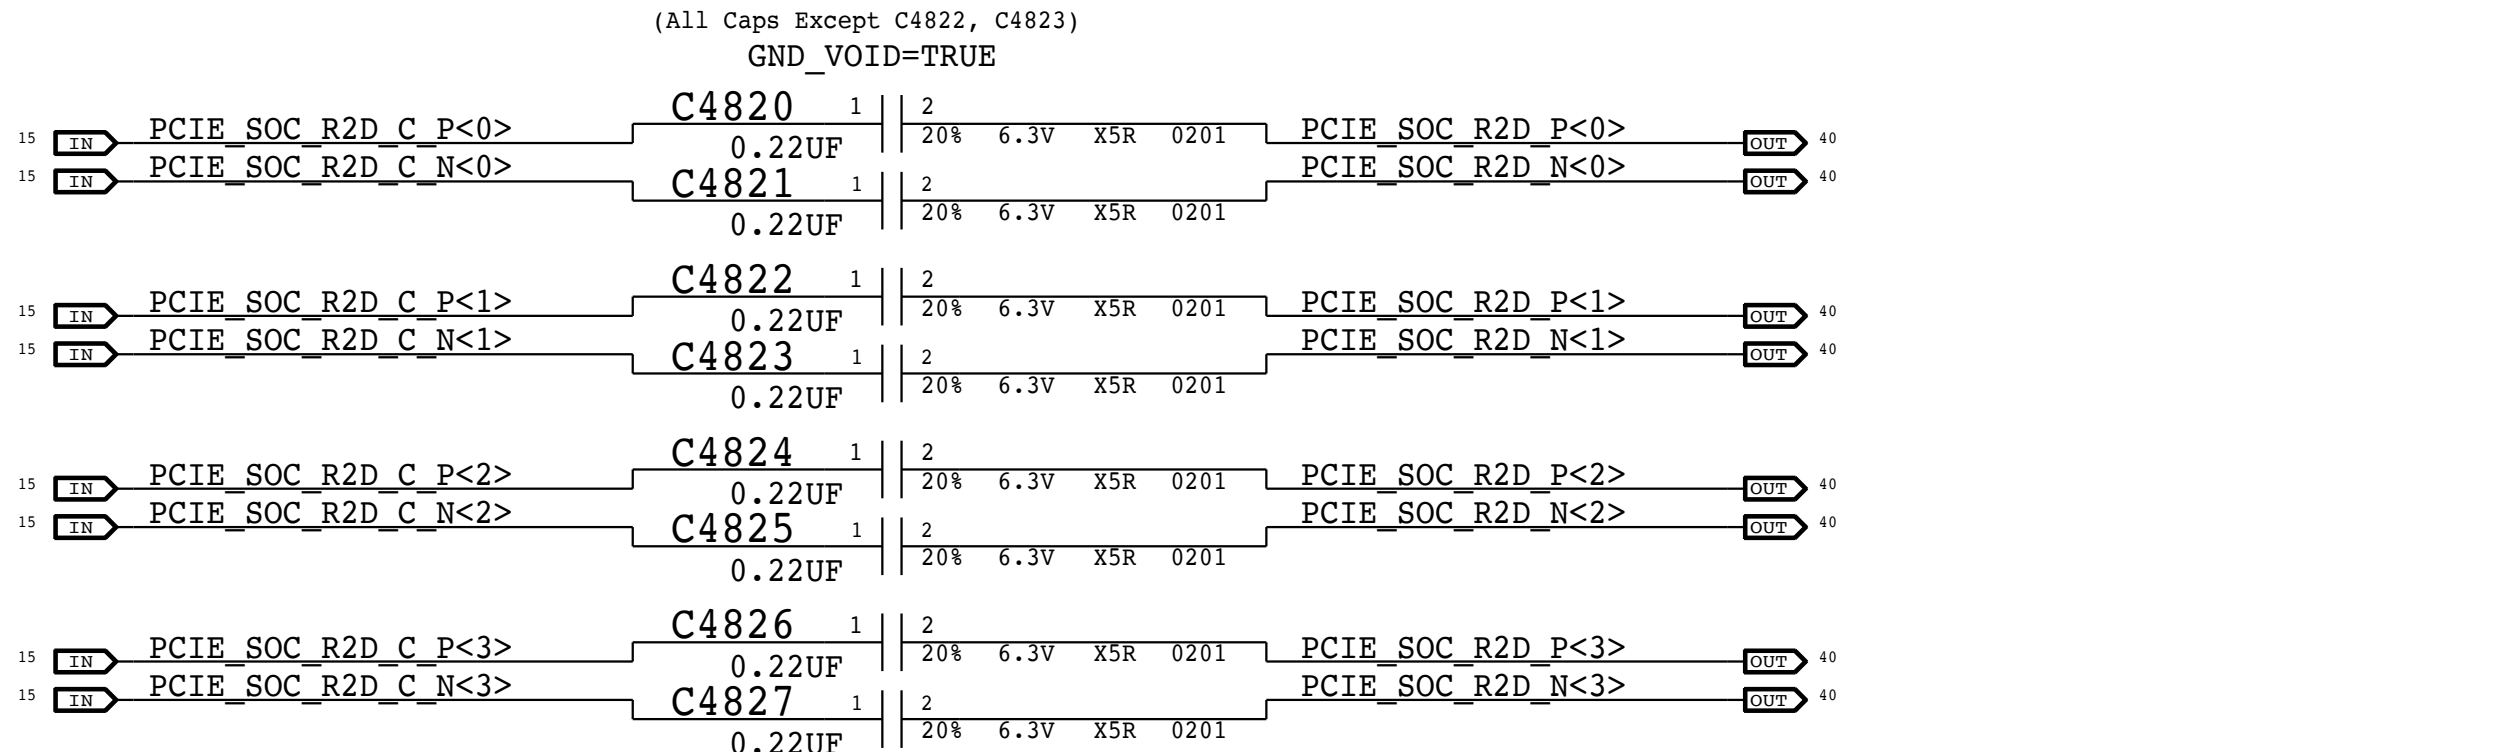 (All Caps Except C4822, C4823)
GND_VOID=TRUE
C4820 1 2
15 IN PCIE_SOC_R2D_C_P<0> 0.22UF 20% 6.3V X5R 0201 PCIE_SOC_R2D_P<0> OUT 40
15 IN PCIE_SOC_R2D_C_N<0> C4821 1 2 PCIE_SOC_R2D_N<0> OUT 40
0.22UF 20% 6.3V X5R 0201
C4822 1 2
15 IN PCIE_SOC_R2D_C_P<1> 0.22UF 20% 6.3V X5R 0201 PCIE_SOC_R2D_P<1> OUT 40
15 IN PCIE_SOC_R2D_C_N<1> C4823 1 2 PCIE_SOC_R2D_N<1> OUT 40
0.22UF 20% 6.3V X5R 0201
C4824 1 2
15 IN PCIE_SOC_R2D_C_P<2> 0.22UF 20% 6.3V X5R 0201 PCIE_SOC_R2D_P<2> OUT 40
15 IN PCIE_SOC_R2D_C_N<2> C4825 1 2 PCIE_SOC_R2D_N<2> OUT 40
0.22UF 20% 6.3V X5R 0201
C4826 1 2
15 IN PCIE_SOC_R2D_C_P<3> 0.22UF 20% 6.3V X5R 0201 PCIE_SOC_R2D_P<3> OUT 40
15 IN PCIE_SOC_R2D_C_N<3> C4827 1 2 PCIE_SOC_R2D_N<3> OUT 40
0.22UF 20% 6.3V X5R 0201